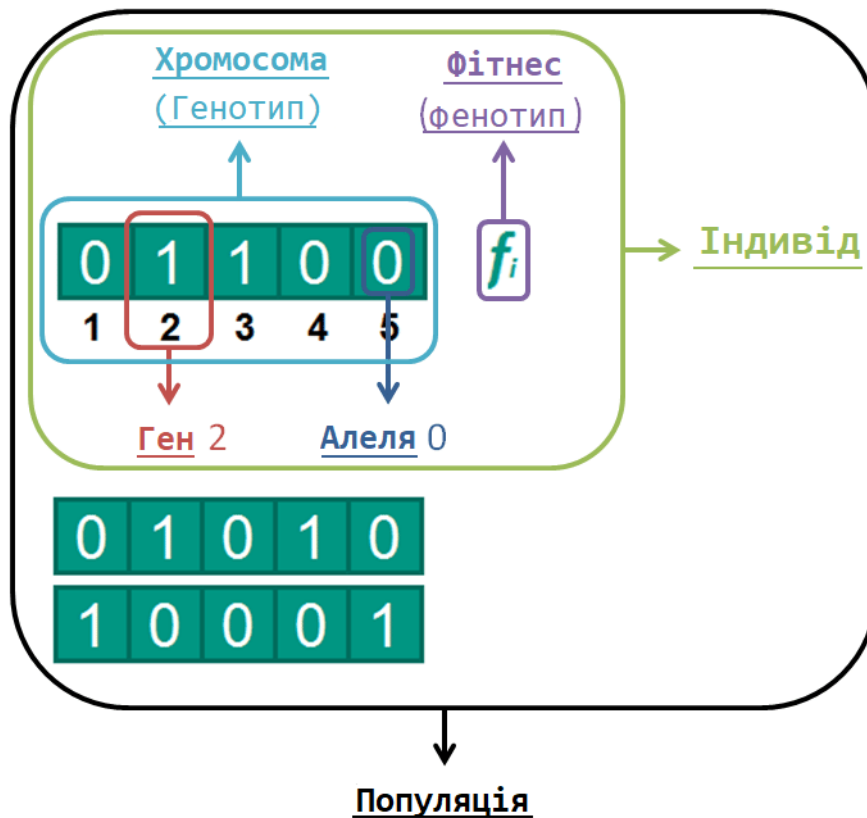 Хромосома
(Генотип)
Фітнес
(фенотип)
0 1 1 0 0
fi
Індивід
1 2 3 4 5
Ген 2
Алеля 0
0 1 0 1 0
1 0 0 0 1
Популяція